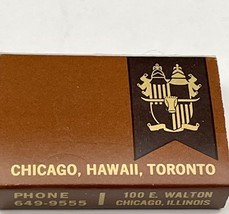 CHICAGO, HAWAII, TORONTO
PHONE
649-9555
100 E. WALTON
CHICAGO, ILLINOIS